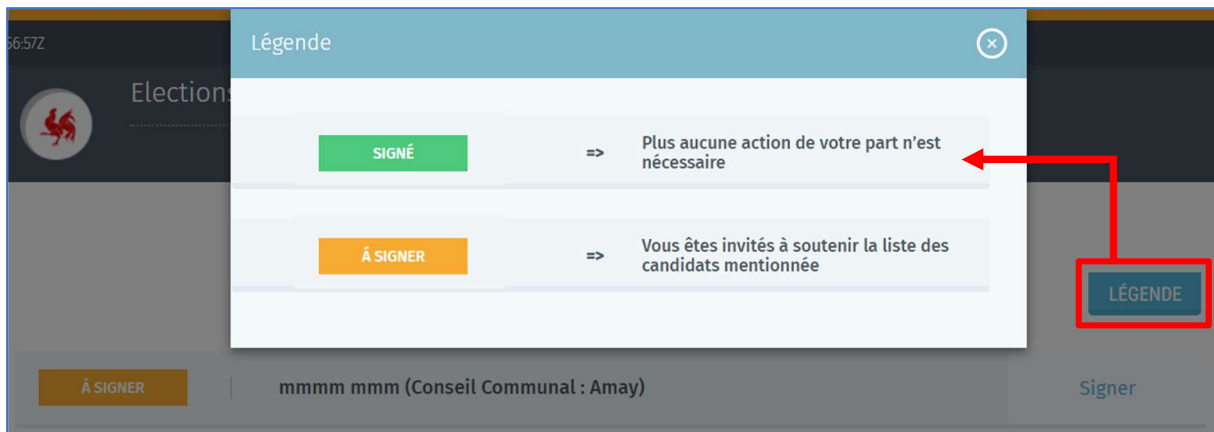 56:57Z
Légende
Elections
SIGNÉ => Plus aucune action de votre part n'est
nécessaire
Á SIGNER => Vous êtes invités à soutenir la liste des
candidats mentionnée
LÉGENDE
Á SIGNER mmmm mmm (Conseil Communal : Amay) Signer